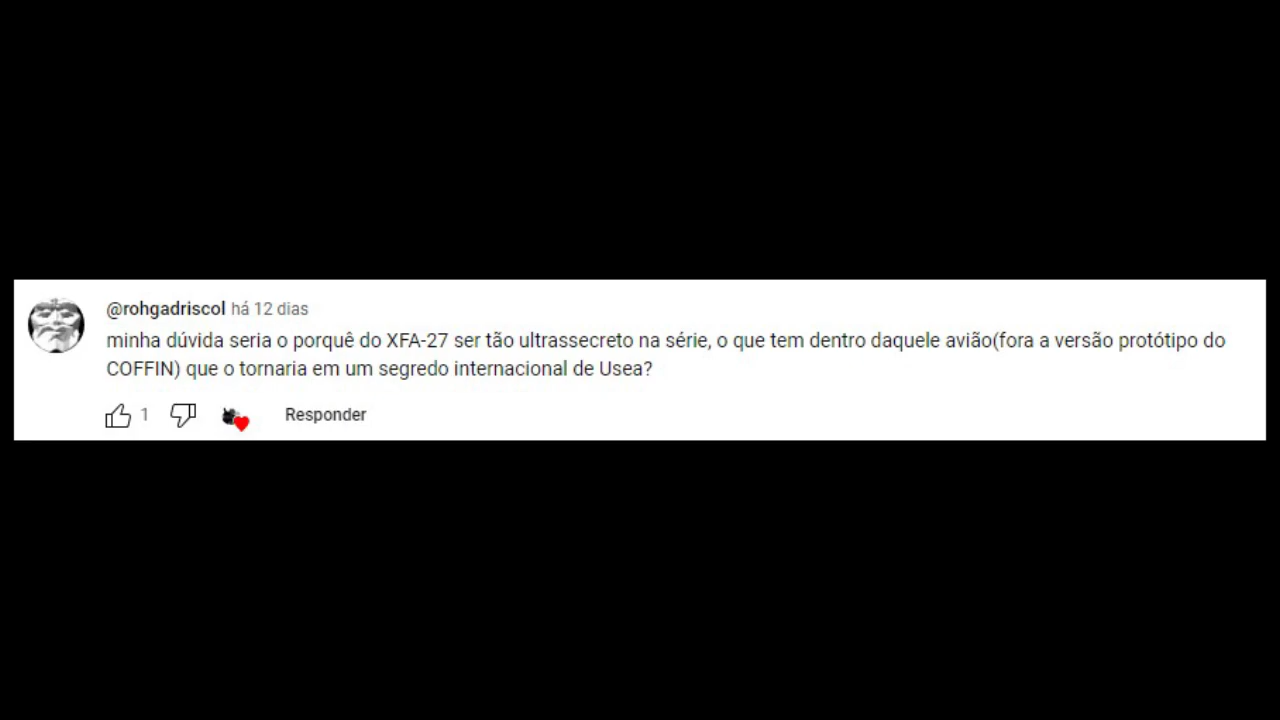 @rohgadriscol há 12 dias
minha dúvida seria o porquê do XFA-27 ser tão ultrassecreto na série, o que tem dentro daquele avião(fora a versão protótipo do
COFFIN) que o tornaria em um segredo internacional de Usea?
1 Responder